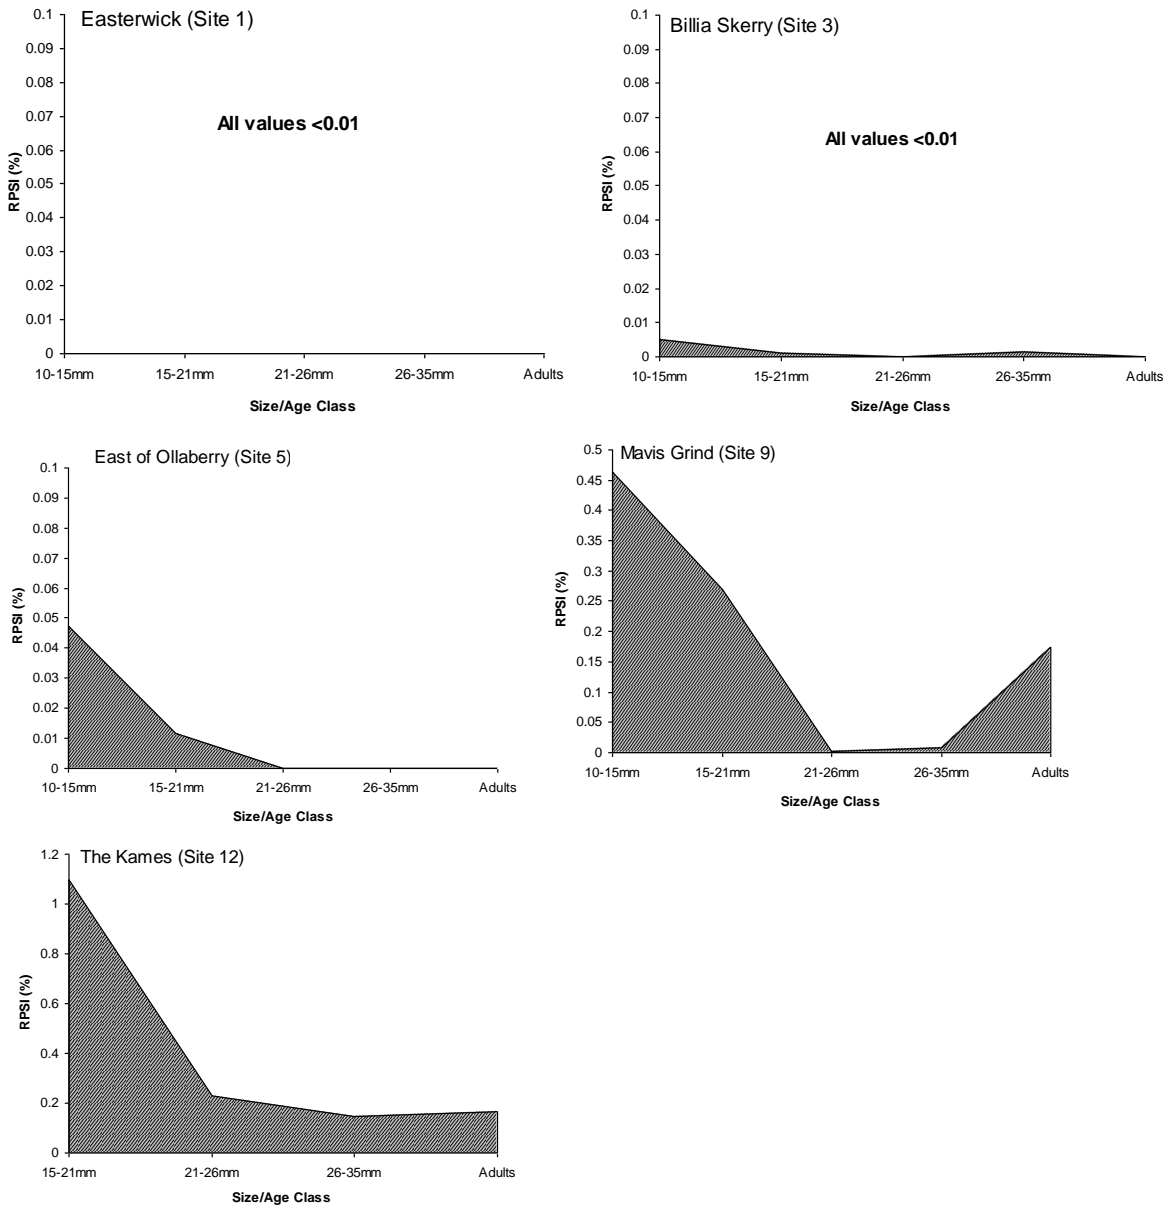 Easterwick (Site 1)
0.1
0.09
0.08
0.07
0.06
0.05
0.04
0.03
0.02
0.01
0
RPSI (%)
All values <0.01
10-15mm 15-21mm 21-26mm 26-35mm Adults
Size/Age Class
Billia Skerry (Site 3)
0.1
0.09
0.08
0.07
0.06
0.05
0.04
0.03
0.02
0.01
0
RPSI (%)
All values <0.01
10-15mm 15-21mm 21-26mm 26-35mm Adults
Size/Age Class
East of Ollaberry (Site 5)
0.1
0.09
0.08
0.07
0.06
0.05
0.04
0.03
0.02
0.01
0
RPSI (%)
10-15mm 15-21mm 21-26mm 26-35mm Adults
Size/Age Class
Mavis Grind (Site 9)
0.5
0.45
0.4
0.35
0.3
0.25
0.2
0.15
0.1
0.05
0
RPSI (%)
10-15mm 15-21mm 21-26mm 26-35mm Adults
Size/Age Class
The Kames (Site 12)
1.2
1
0.8
0.6
0.4
0.2
0
RPSI (%)
15-21mm 21-26mm 26-35mm Adults
Size/Age Class